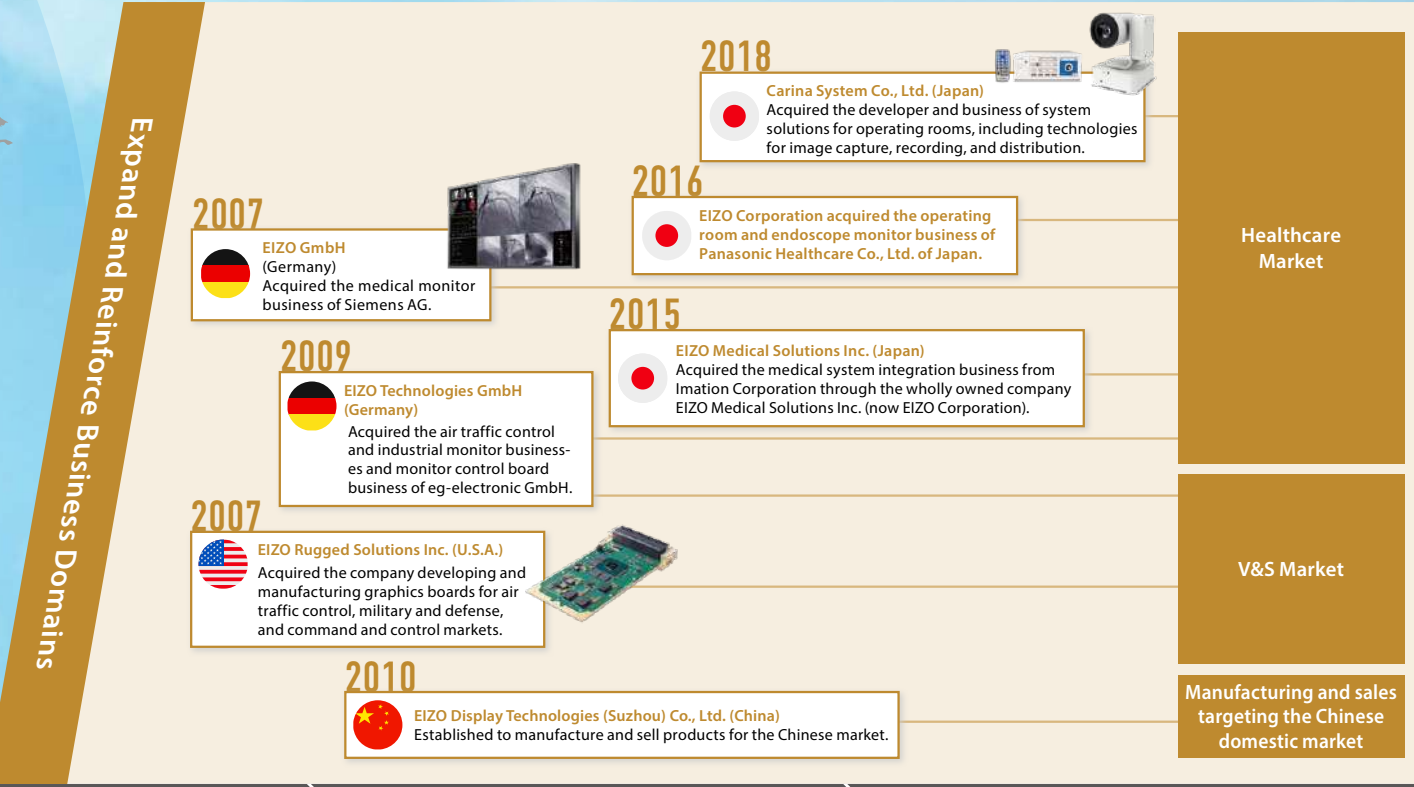 Expand and Reinforce Business Domains
2018
Carina System Co., Ltd. (Japan)
Acquired the developer and business of system
solutions for operating rooms, including technologies
for image capture, recording, and distribution.
2016
EIZO Corporation acquired the operating
room and endoscope monitor business of
Panasonic Healthcare Co., Ltd. of Japan.
2007
EIZO GmbH
(Germany)
Acquired the medical monitor
business of Siemens AG.
2015
EIZO Medical Solutions Inc. (Japan)
Acquired the medical system integration business from
Imation Corporation through the wholly owned company
EIZO Medical Solutions Inc. (now EIZO Corporation).
2009
EIZO Technologies GmbH
(Germany)
Acquired the air traffic control
and industrial monitor business-
es and monitor control board
business of eg-electronic GmbH.
2007
EIZO Rugged Solutions Inc. (U.S.A.)
Acquired the company developing and
manufacturing graphics boards for air
traffic control, military and defense,
and command and control markets.
2010
EIZO Display Technologies (Suzhou) Co., Ltd. (China)
Established to manufacture and sell products for the Chinese market.
Healthcare
Market
V&S Market
Manufacturing and sales
targeting the Chinese
domestic market